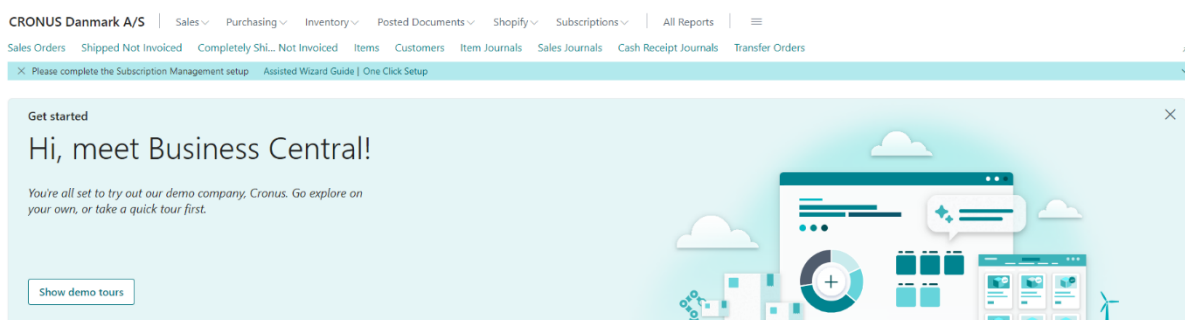 CRONUS Danmark A/S Sales Purchasing Inventory Posted Documents Shopify Subscriptions All Reports
Sales Orders Shipped Not Invoiced Completely Shi... Not Invoiced Items Customers Item Journals Sales Journals Cash Receipt Journals Transfer Orders
Please complete the Subscription Management setup Assisted Wizard Guide | One Click Setup
Get started
Hi, meet Business Central!
You're all set to try out our demo company, Cronus. Go explore on
your own, or take a quick tour first.
Show demo tours